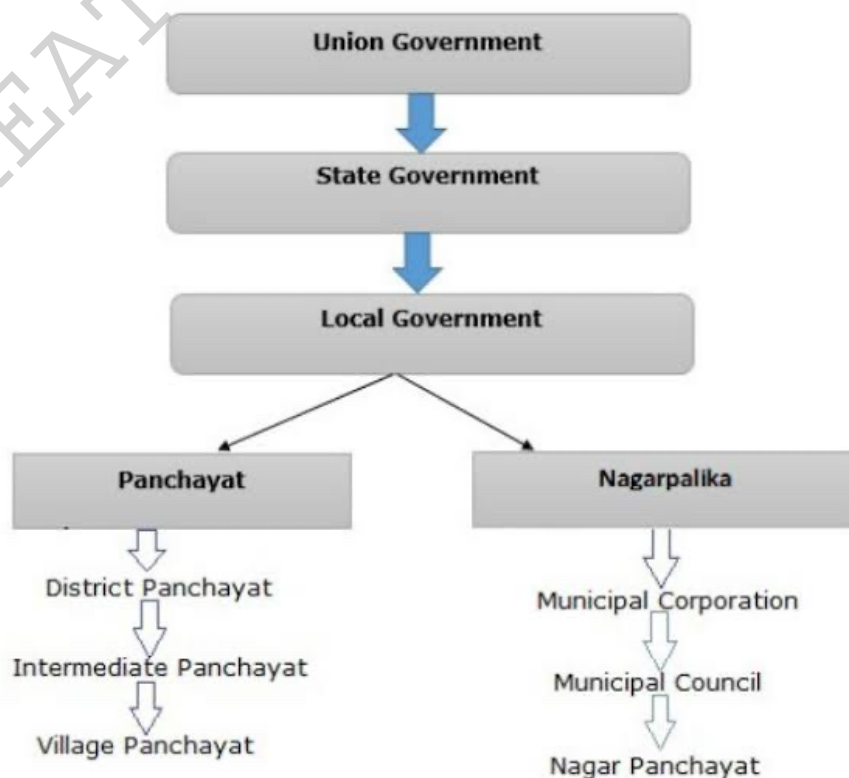 Union Government
State Government
Local Government
Panchayat
Nagarpalika
District Panchayat
Municipal Corporation
Intermediate Panchayat
Municipal Council
Village Panchayat
Nagar Panchayat